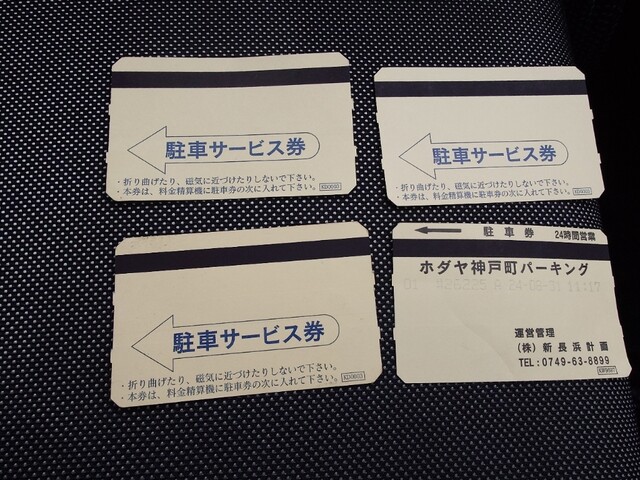 駐車サービス券
・折り曲げたり、磁気に近づけたりしないで下さい。
・本券は、料金精算機に駐車券の次に入れて下さい。
駐車サービス券
・折り曲げたり、磁気に近づけたりしないで下さい。
・本券は、料金精算機に駐車券の次に入れて下さい。
駐車サービス券
・折り曲げたり、磁気に近づけたりしないで下さい。
・本券は、料金精算機に駐車券の次に入れて下さい。
駐車券 24時間営業
ホダヤ神戸町パーキング
11:17
運営管理
(株) 新長浜計画
TEL:0749-63-8899